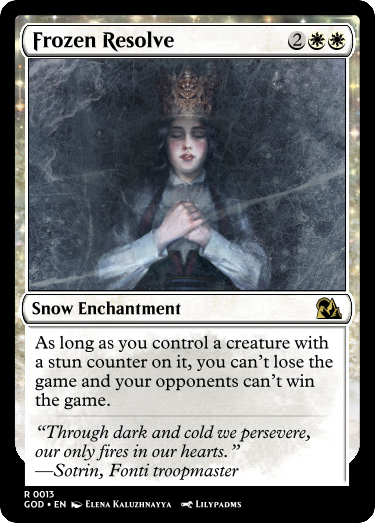 Frozen Resolve 2
Snow Enchantment
As long as you control a creature with
a stun counter on it, you can't lose the
game and your opponents can't win
the game.
“Through dark and cold we persevere,
our only fires in our hearts.”
—Sotrin, Fonti troopmaster
R 0013
GOD • EN Elena Kaluzhnayya Lilypadms